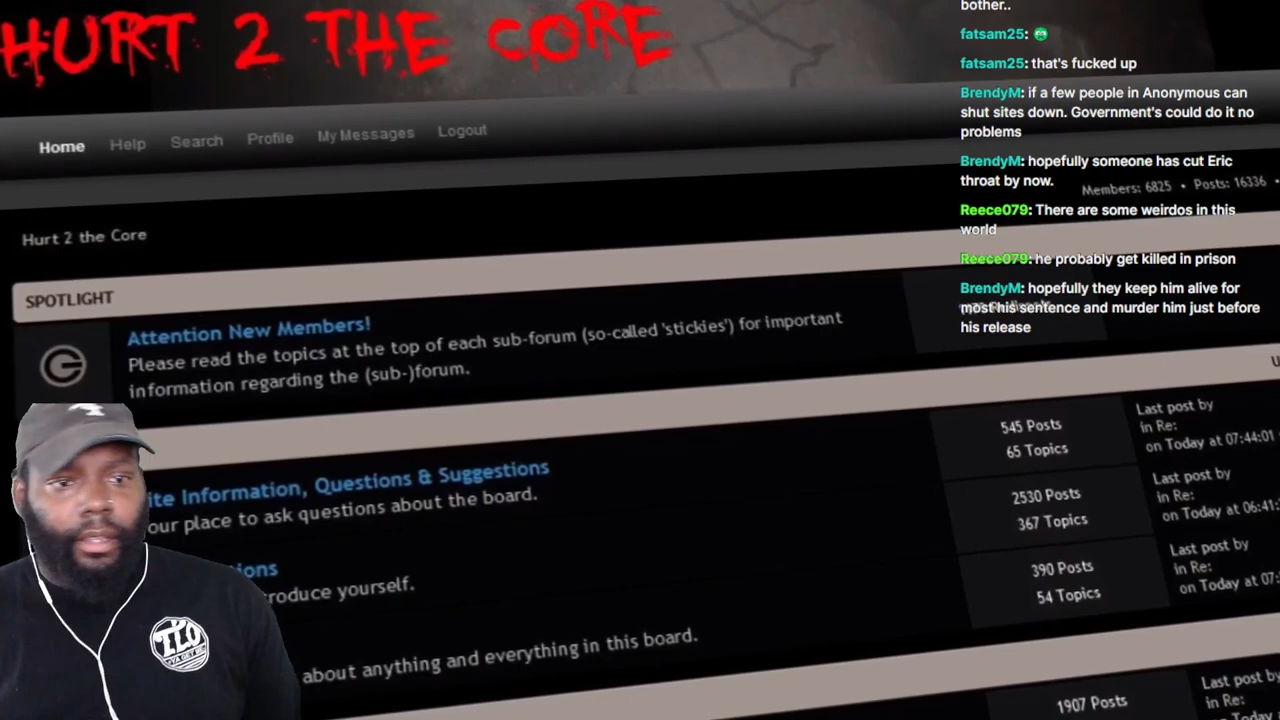 HURT 2 THE CORE
Home Help Search Profile My Messages Logout
Members: 6825 • Posts: 16336 •
Hurt 2 the Core
SPOTLIGHT
Attention New Members!
Please read the topics at the top of each sub-forum (so-called 'stickies') for important
information regarding the (sub-)forum.
ite Information, Questions & Suggestions
our place to ask questions about the board.
545 Posts
65 Topics
Last post by
in Re:
on Today at 07:44:01
ions
roduce yourself.
2530 Posts
367 Topics
Last post by
in Re:
on Today at 06:41:
about anything and everything in this board.
390 Posts
54 Topics
Last post by
in Re:
on Today at 07:
1907 Posts
Last post by
in Re:
on Today
TLO
bother..
fatsam25:
fatsam25: that's fucked up
BrendyM: if a few people in Anonymous can
shut sites down. Government's could do it no
problems
BrendyM: hopefully someone has cut Eric
throat by now.
Reece079: There are some weirdos in this
world
Reece079: he probably get killed in prison
BrendyM: hopefully they keep him alive for
most his sentence and murder him just before
his release